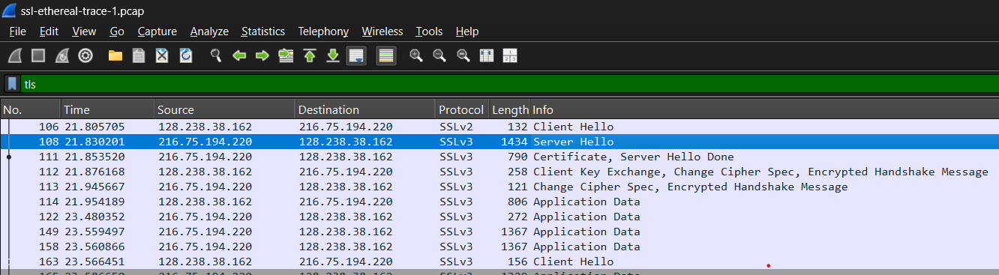 ssl-ethereal-trace-1.pcap
File Edit View Go Capture Analyze Statistics Telephony Wireless Tools Help
tls
No. Time Source Destination Protocol Length Info
106 21.805705 128.238.38.162 216.75.194.220 SSLv2 132 Client Hello
108 21.830201 216.75.194.220 128.238.38.162 SSLv3 1434 Server Hello
111 21.853520 216.75.194.220 128.238.38.162 SSLv3 790 Certificate, Server Hello Done
112 21.876168 128.238.38.162 216.75.194.220 SSLv3 258 Client Key Exchange, Change Cipher Spec, Encrypted Handshake Message
113 21.945667 216.75.194.220 128.238.38.162 SSLv3 121 Change Cipher Spec, Encrypted Handshake Message
114 21.954189 128.238.38.162 216.75.194.220 SSLv3 806 Application Data
122 23.480352 216.75.194.220 128.238.38.162 SSLv3 272 Application Data
149 23.559497 216.75.194.220 128.238.38.162 SSLv3 1367 Application Data
158 23.560866 216.75.194.220 128.238.38.162 SSLv3 1367 Application Data
163 23.566451 128.238.38.162 216.75.194.220 SSLv3 156 Client Hello